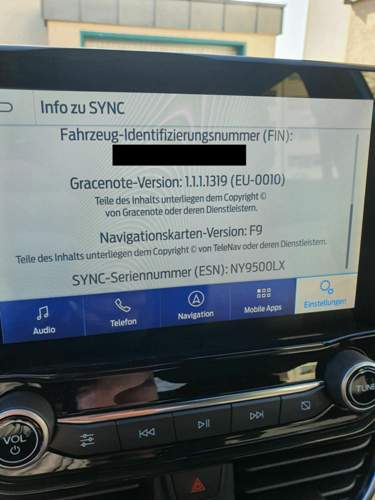 Info zu SYNC
Fahrzeug-Identifizierungsnummer (FIN):
Gracenote-Version: 1.1.1.1319 (EU-0010)
Teile des Inhalts unterliegen dem Copyright ©
von Gracenote oder deren Dienstleistern.
Navigationskarten-Version: F9
Teile des Inhalts unterliegen dem Copyright © von TeleNav oder deren Dienstleistern.
SYNC-Seriennummer (ESN): NY9500LX
Audio
Telefon
Navigation
Mobile Apps
Einstellungen
VOL
TUNE